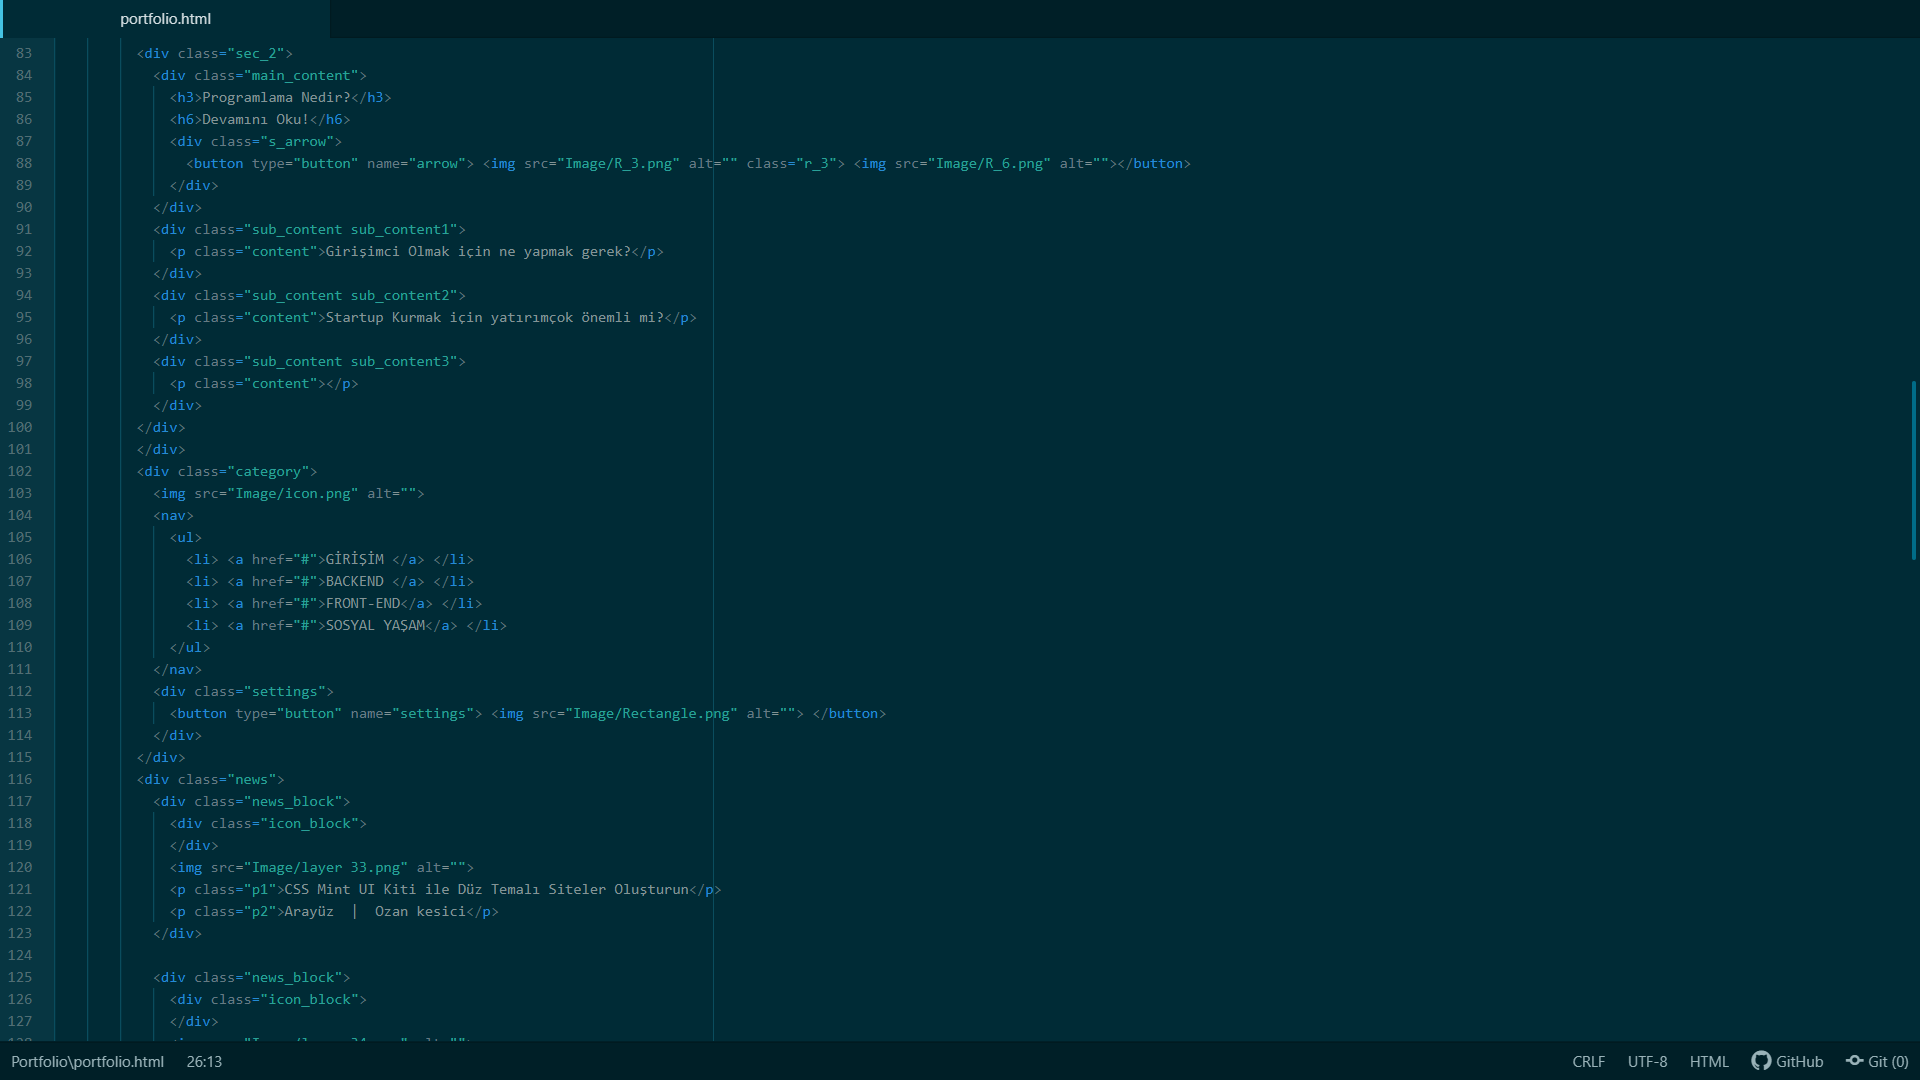 portfolio.html
83 <div class="sec_2">
84 <div class="main_content">
85 <h3>Programlama Nedir?</h3>
86 <h6>Devamını Oku!</h6>
87 <div class="s_arrow">
88 <button type="button" name="arrow"> <img src="Image/R_3.png" alt="" class="r_3"> <img src="Image/R_6.png" alt=""></button>
89 </div>
90 </div>
91 <div class="sub_content sub_content1">
92 <p class="content">Girişimci Olmak için ne yapmak gerek?</p>
93 </div>
94 <div class="sub_content sub_content2">
95 <p class="content">Startup Kurmak için yatırımçok önemli mi?</p>
96 </div>
97 <div class="sub_content sub_content3">
98 <p class="content"></p>
99 </div>
100 </div>
101 </div>
102 <div class="category">
103 <img src="Image/icon.png" alt="">
104 <nav>
105 <ul>
106 <li> <a href="#">GİRİŞİM </a> </li>
107 <li> <a href="#">BACKEND </a> </li>
108 <li> <a href="#">FRONT-END</a> </li>
109 <li> <a href="#">SOSYAL YAŞAM</a> </li>
110 </ul>
111 </nav>
112 <div class="settings">
113 <button type="button" name="settings"> <img src="Image/Rectangle.png" alt=""> </button>
114 </div>
115 </div>
116 <div class="news">
117 <div class="news_block">
118 <div class="icon_block">
119 </div>
120 <img src="Image/layer 33.png" alt="">
121 <p class="p1">CSS Mint UI Kiti ile Düz Temalı Siteler Oluşturun</p>
122 <p class="p2">Arayüz  |  Ozan kesici</p>
123 </div>
124
125 <div class="news_block">
126 <div class="icon_block">
127 </div>
Portfolio\portfolio.html 26:13 CRLF UTF-8 HTML GitHub Git (0)